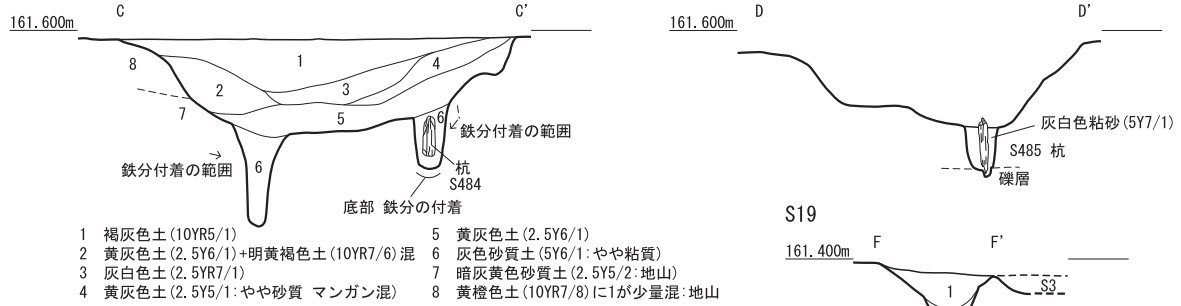 C C'
161.600m
8 1 4
2 3
7 5 6
鉄分付着の範囲
鉄分付着の範囲
6 杭
S484
底部 鉄分の付着
1 褐灰色土(10YR5/1)
2 黄灰色土(2.5Y6/1)+明黄褐色土(10YR7/6)混
3 灰白色土(2.5YR7/1)
4 黄灰色土(2.5Y5/1:やや砂質 マンガン混)
5 黄灰色土(2.5Y6/1)
6 灰色砂質土(5Y6/1:やや粘質)
7 暗灰黄色砂質土(2.5Y5/2:地山)
8 黄橙色土(10YR7/8)に1が少量混:地山
D D'
161.600m
灰白色粘砂(5Y7/1)
S485 杭
礫層
S19
F F'
161.400m
1 S3